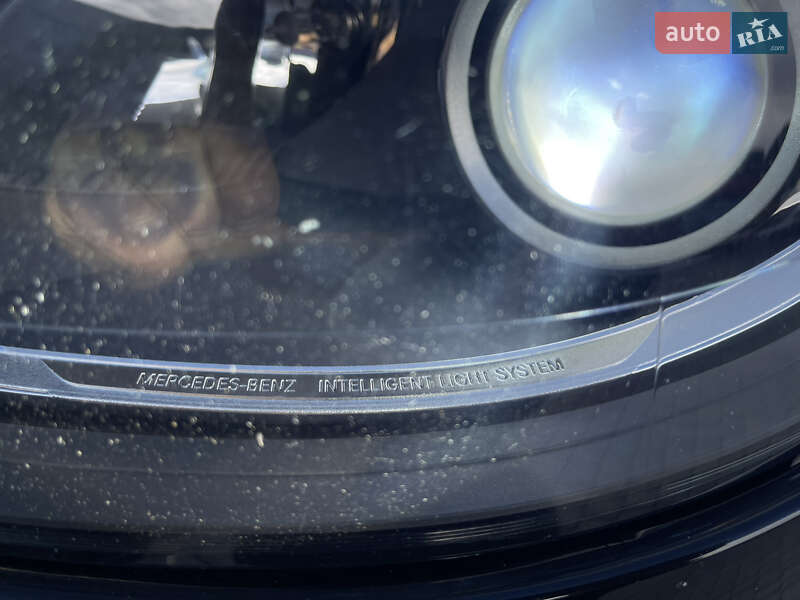 auto RIA.com
MERCEDES-BENZ INTELLIGENT LIGHT SYSTEM